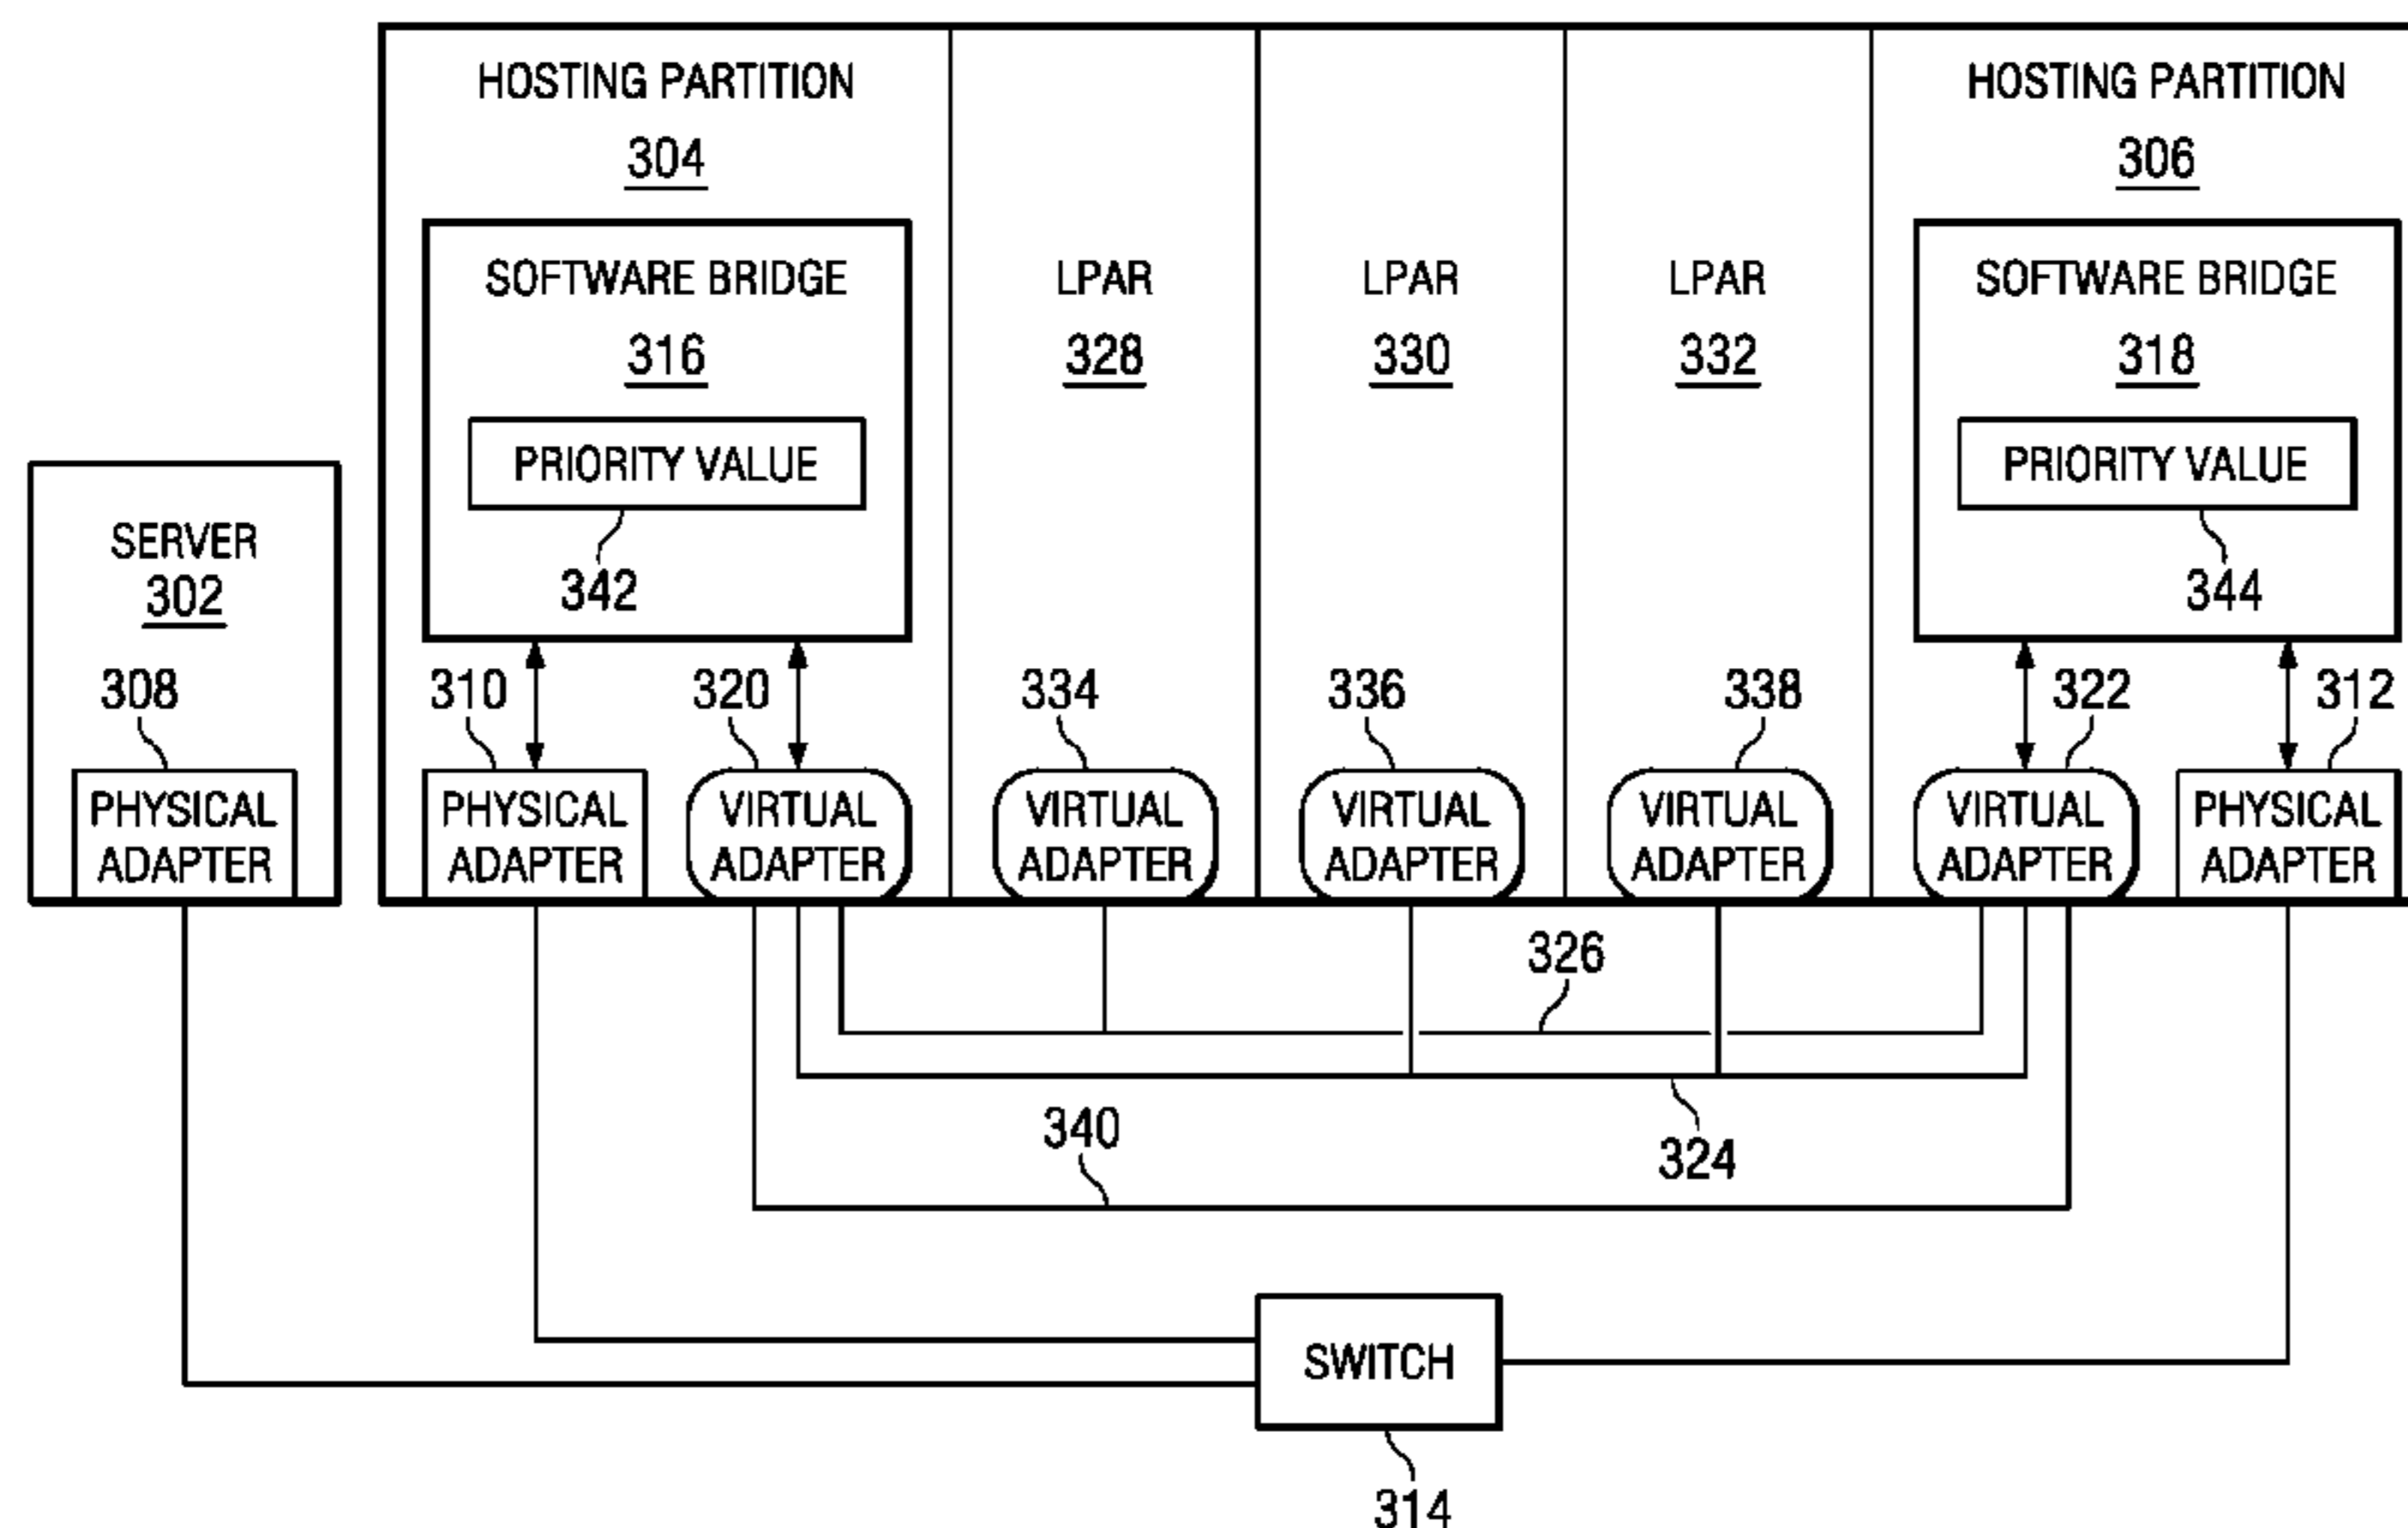 HOSTING PARTITION
304
SOFTWARE BRIDGE
316
PRIORITY VALUE
342
LPAR
328
LPAR
330
LPAR
332
HOSTING PARTITION
306
SOFTWARE BRIDGE
318
PRIORITY VALUE
344
SERVER
302
308
310
320
334
336
338
322
312
PHYSICAL
ADAPTER
PHYSICAL
ADAPTER
VIRTUAL
ADAPTER
VIRTUAL
ADAPTER
VIRTUAL
ADAPTER
VIRTUAL
ADAPTER
VIRTUAL
ADAPTER
PHYSICAL
ADAPTER
326
340
324
SWITCH
314